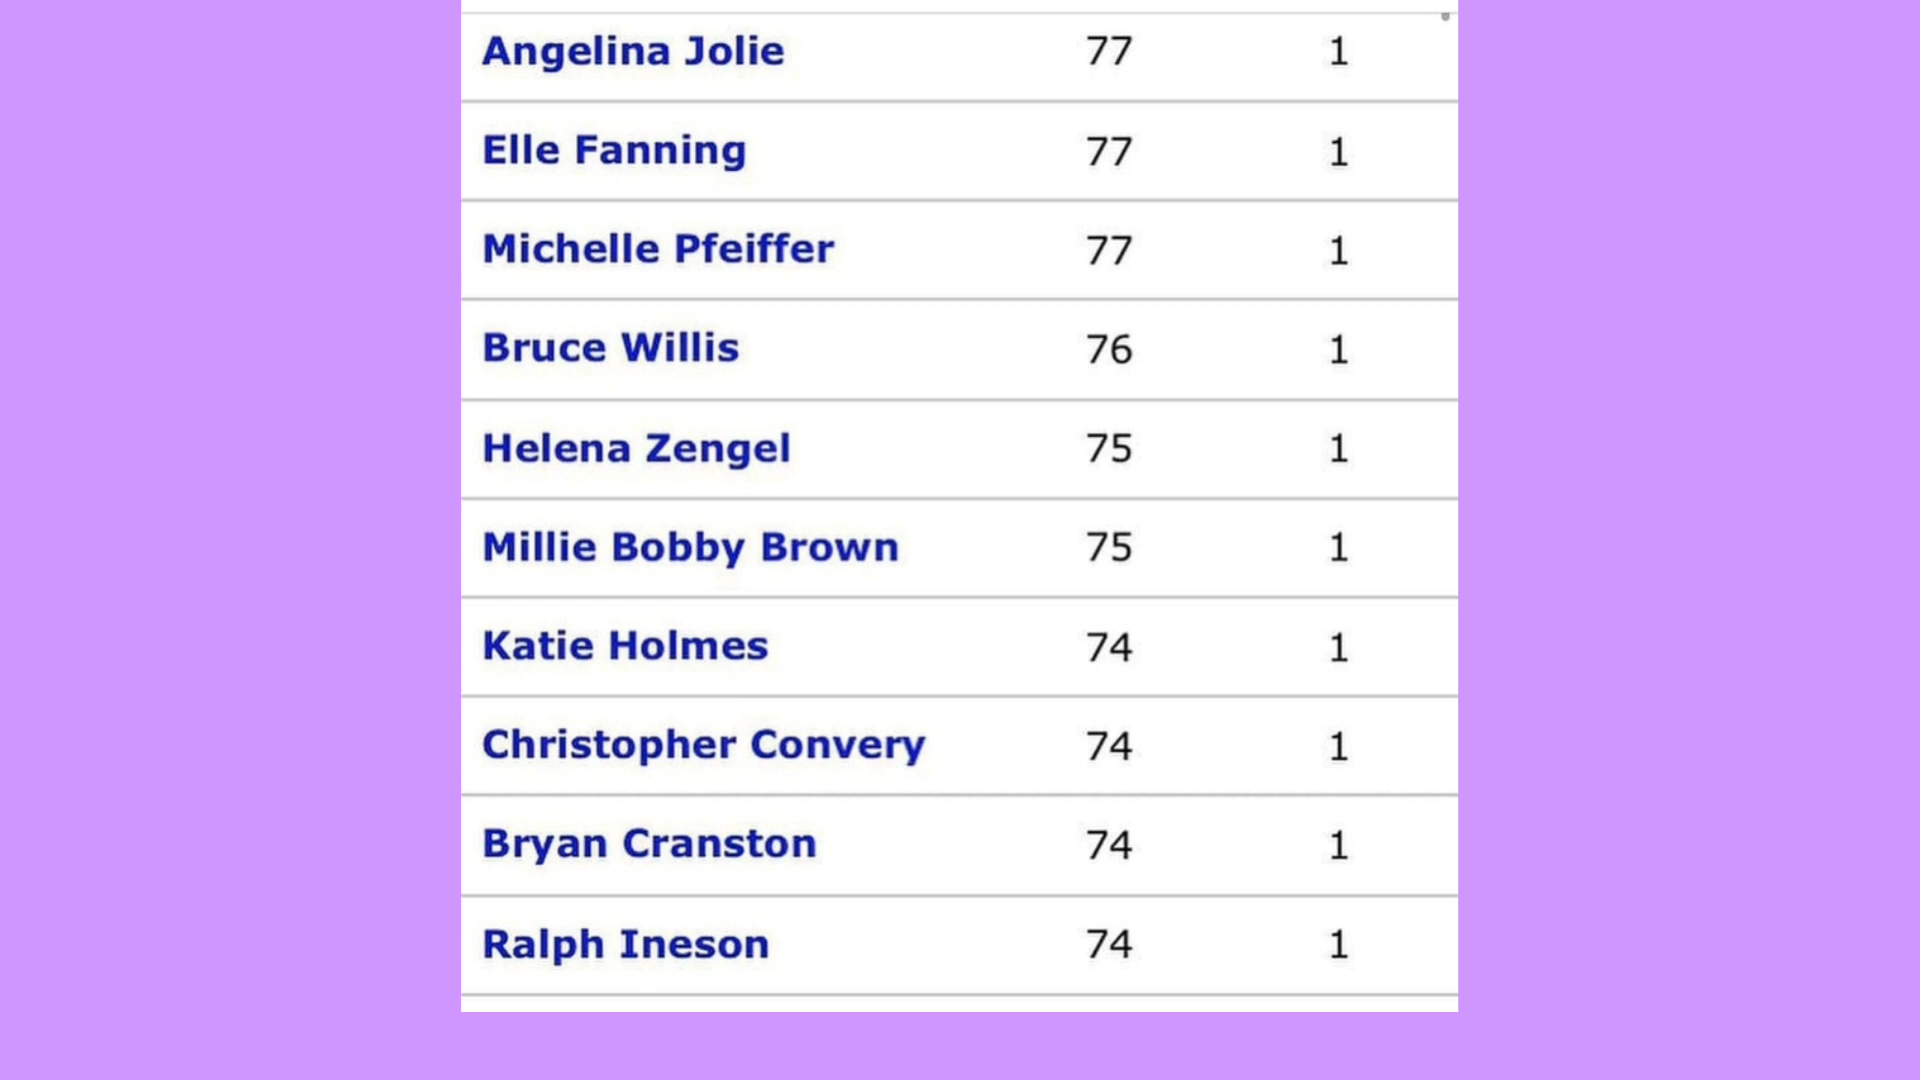 Angelina Jolie 77 1
Elle Fanning 77 1
Michelle Pfeiffer 77 1
Bruce Willis 76 1
Helena Zengel 75 1
Millie Bobby Brown 75 1
Katie Holmes 74 1
Christopher Convery 74 1
Bryan Cranston 74 1
Ralph Ineson 74 1